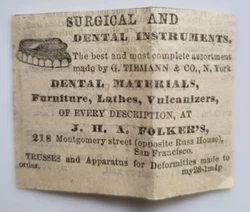 SURGICAL AND
DENTAL INSTRUMENTS.
The best and most complete assortment
made by G. TIEMANN & CO., N. York
DENTAL MATERIALS,
Furniture, Lathes, Vulcanizers,
OF EVERY DESCRIPTION, AT
J. H. A. FOLKER'S,
218 Montgomery street (opposite Russ House),
San Francisco.
TRUSSES and Apparatus for Deformities made to
order. my28-1m4p